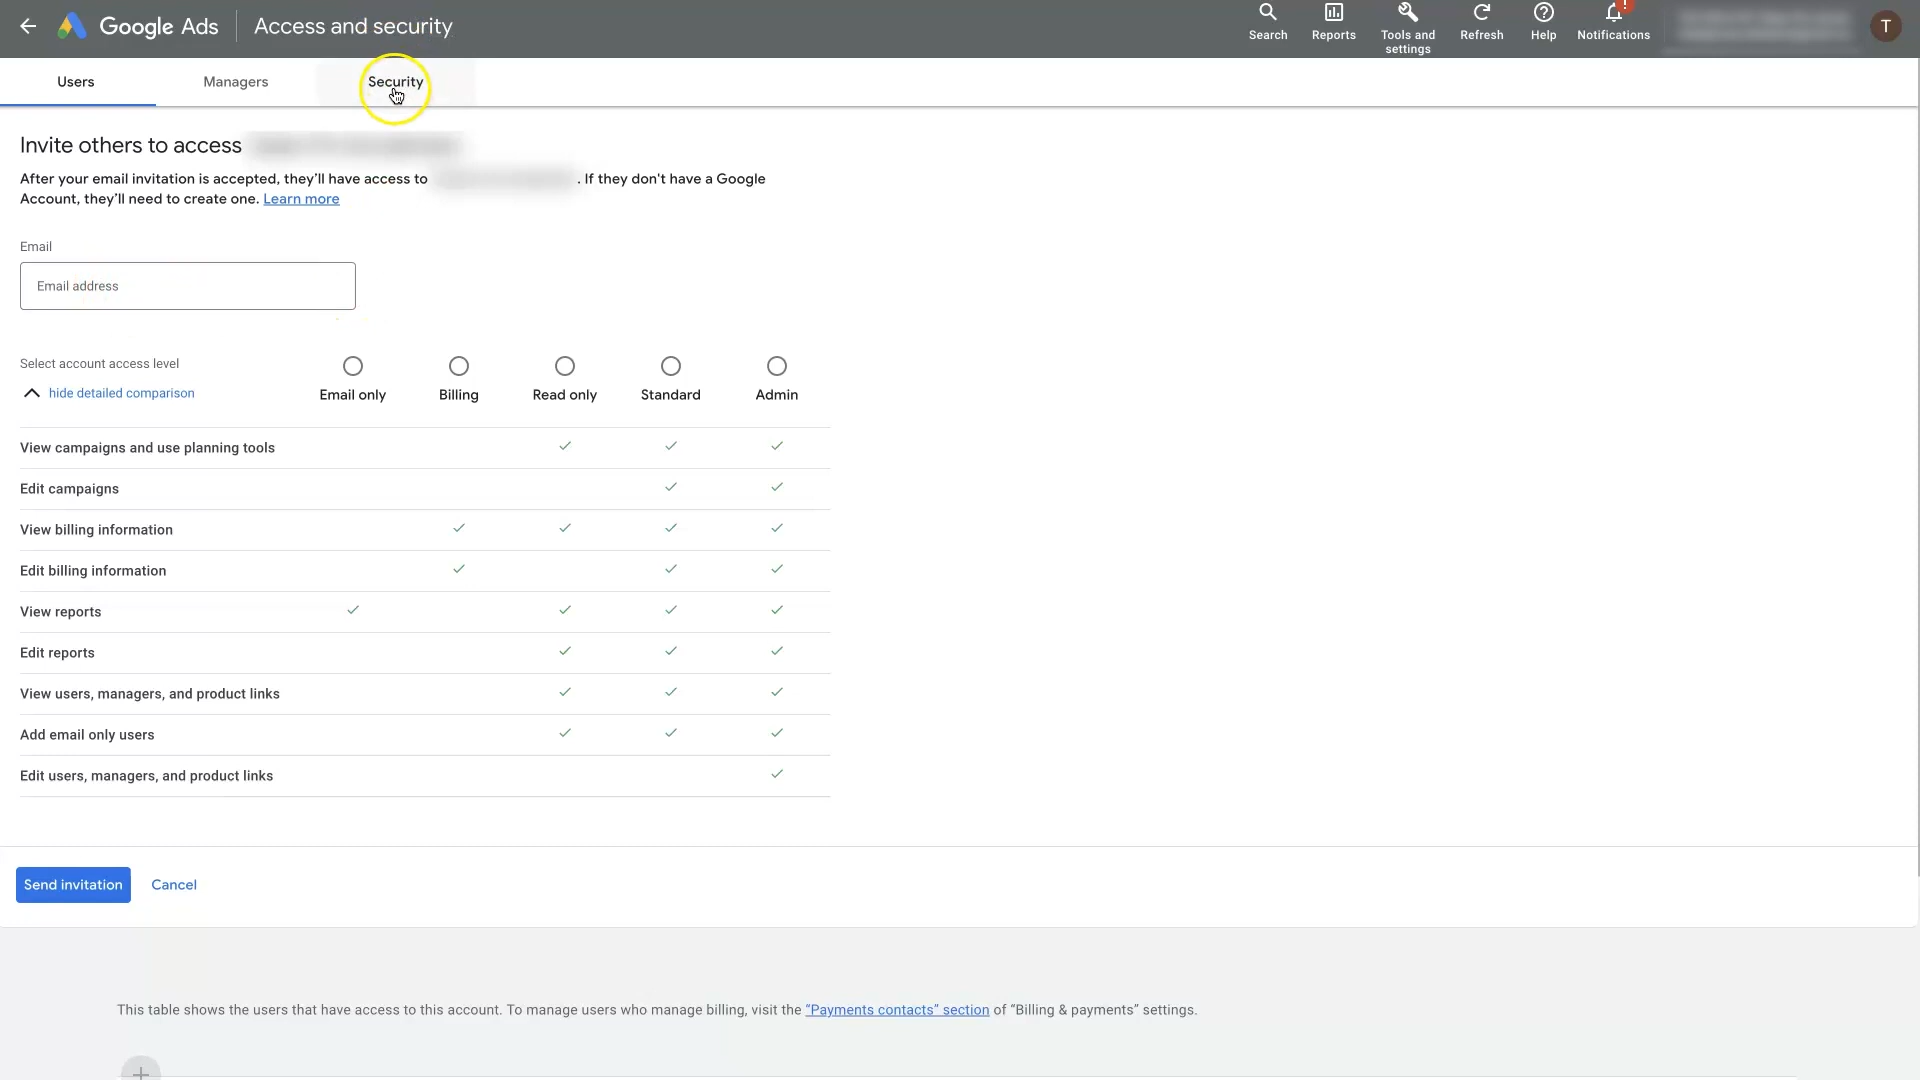 Google Ads
Access and security
Search
Reports
Tools and
settings
Refresh
Help
Notifications
!
T
Users
Managers
Security
Invite others to access
After your email invitation is accepted, they'll have access to . If they don't have a Google
Account, they'll need to create one. Learn more
Email
Email address
Select account access level
hide detailed comparison
Email only
Billing
Read only
Standard
Admin
View campaigns and use planning tools
Edit campaigns
View billing information
Edit billing information
View reports
Edit reports
View users, managers, and product links
Add email only users
Edit users, managers, and product links
Send invitation
Cancel
This table shows the users that have access to this account. To manage users who manage billing, visit the "Payments contacts" section of "Billing & payments" settings.